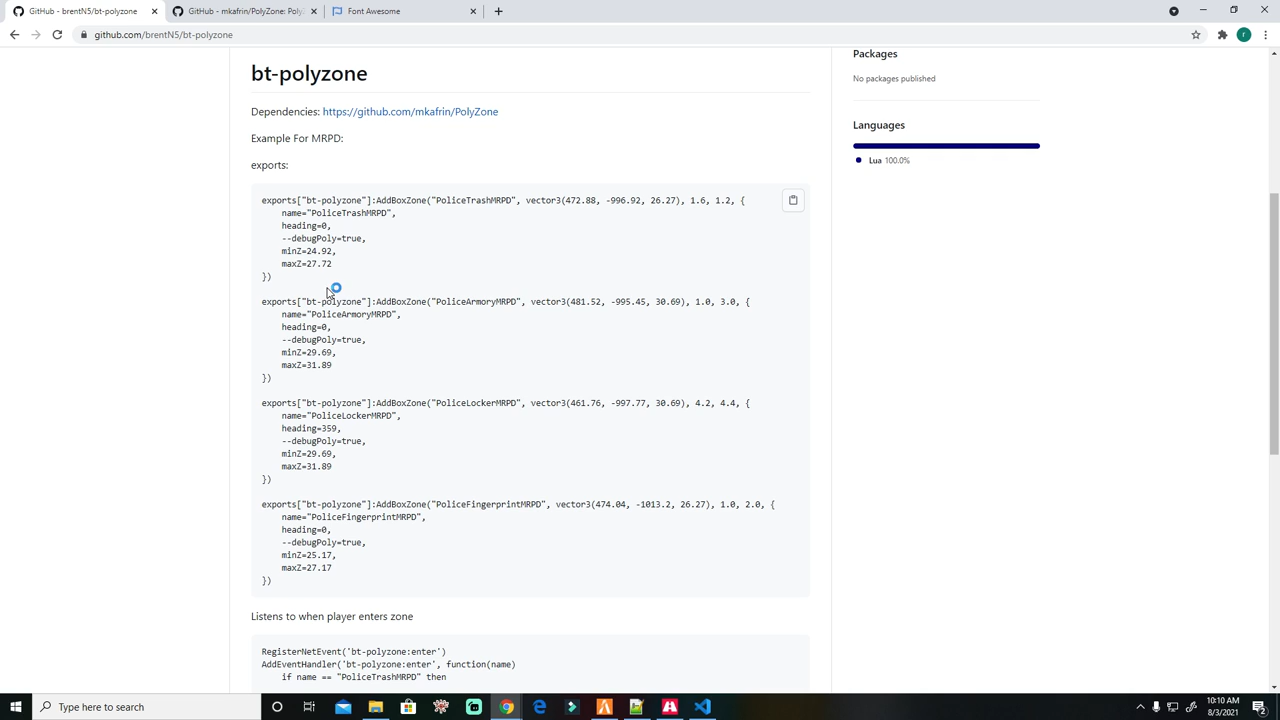 GitHub - brentN5/bt-polyzone
GitHub - mkafrin/PolyZone: Poly
Font Awesome
github.com/brentN5/bt-polyzone
r
bt-polyzone
Dependencies: https://github.com/mkafrin/PolyZone
Example For MRPD:
exports:
exports["bt-polyzone"]:AddBoxZone("PoliceTrashMRPD", vector3(472.88, -996.92, 26.27), 1.6, 1.2, {
    name="PoliceTrashMRPD",
    heading=0,
    --debugPoly=true,
    minZ=24.92,
    maxZ=27.72
})
exports["bt-polyzone"]:AddBoxZone("PoliceArmoryMRPD", vector3(481.52, -995.45, 30.69), 1.0, 3.0, {
    name="PoliceArmoryMRPD",
    heading=0,
    --debugPoly=true,
    minZ=29.69,
    maxZ=31.89
})
exports["bt-polyzone"]:AddBoxZone("PoliceLockerMRPD", vector3(461.76, -997.77, 30.69), 4.2, 4.4, {
    name="PoliceLockerMRPD",
    heading=359,
    --debugPoly=true,
    minZ=29.69,
    maxZ=31.89
})
exports["bt-polyzone"]:AddBoxZone("PoliceFingerprintMRPD", vector3(474.04, -1013.2, 26.27), 1.0, 2.0, {
    name="PoliceFingerprintMRPD",
    heading=0,
    --debugPoly=true,
    minZ=25.17,
    maxZ=27.17
})
Listens to when player enters zone
RegisterNetEvent('bt-polyzone:enter')
AddEventHandler('bt-polyzone:enter', function(name)
    if name == "PoliceTrashMRPD" then
Packages
No packages published
Languages
Lua 100.0%
Type here to search
10:10 AM
8/3/2021